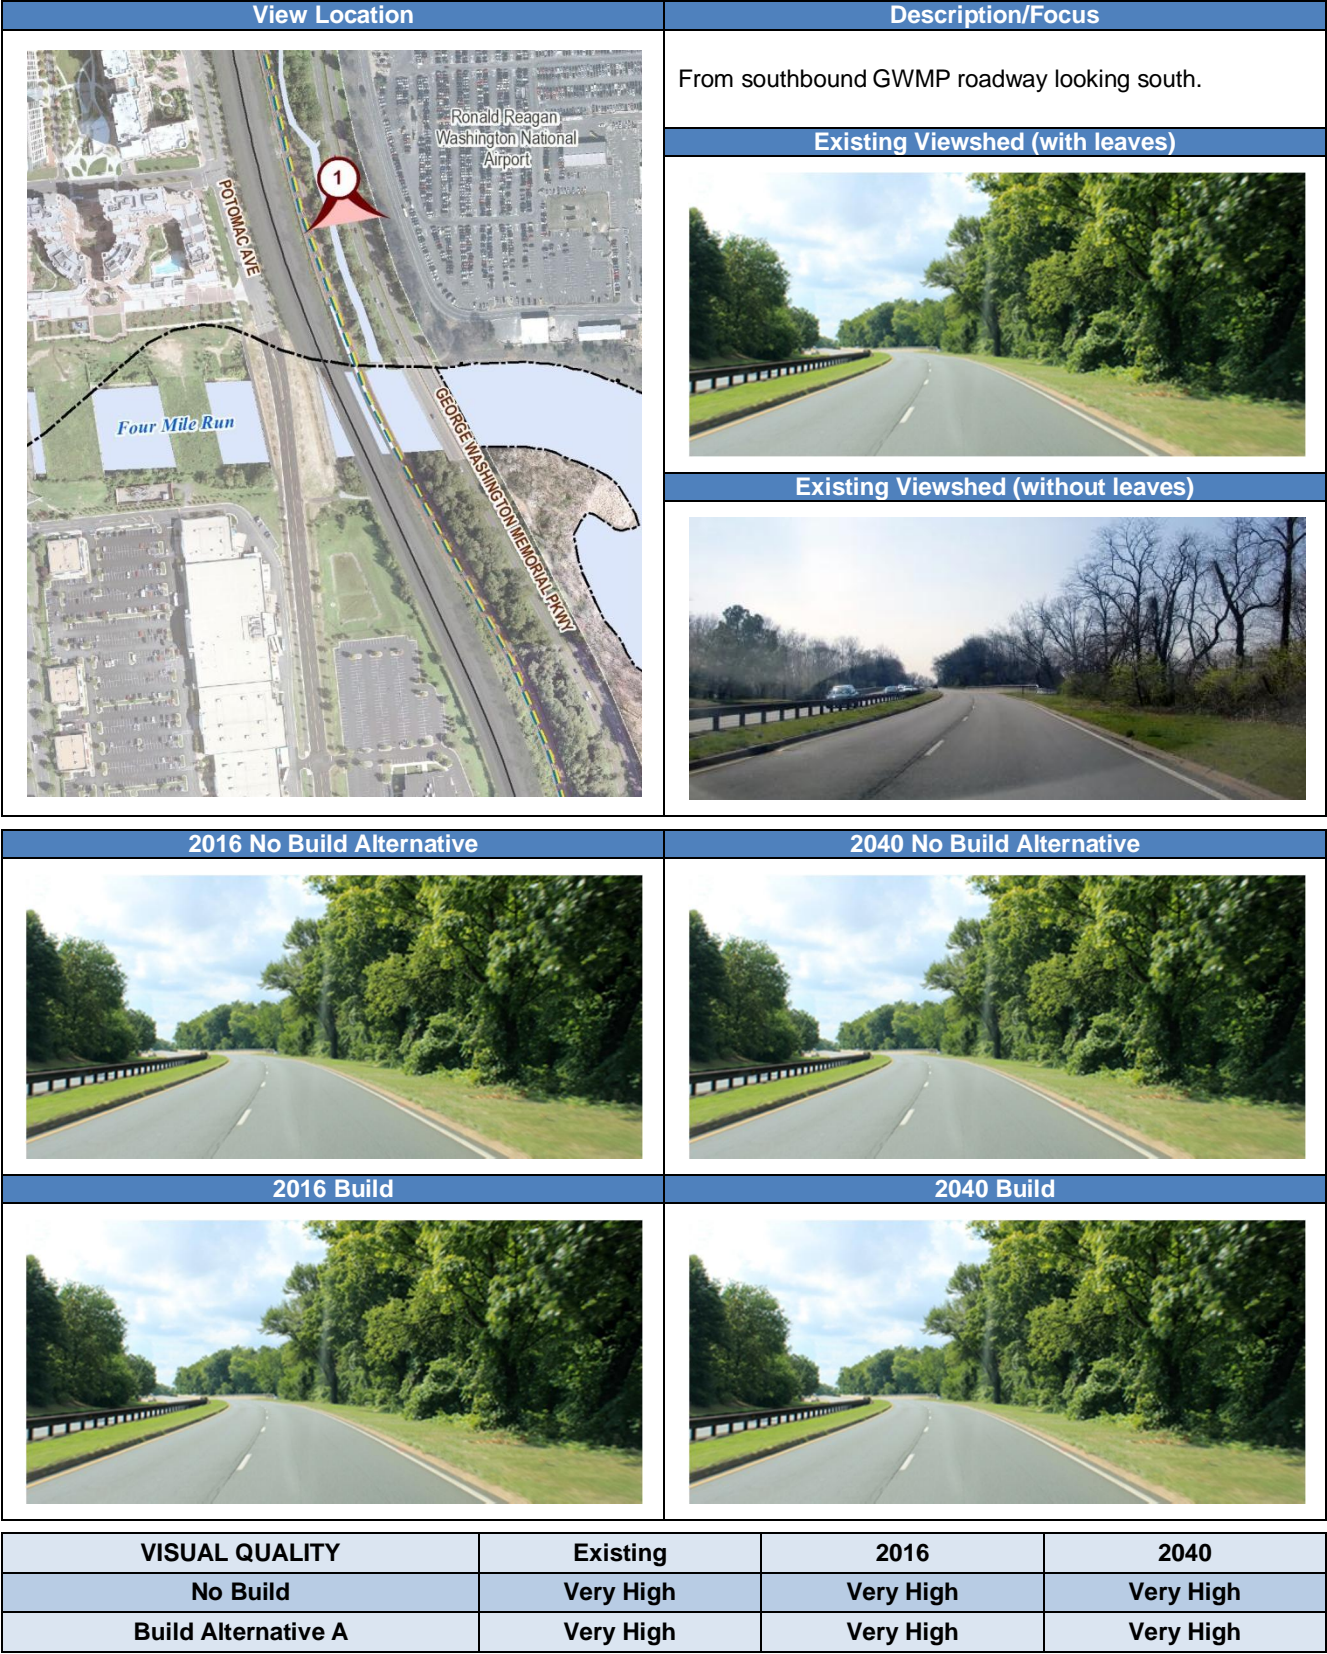 View Location
Description/Focus
From southbound GWMP roadway looking south.
Existing Viewshed (with leaves)
Ronald Reagan
Washington National
Airport
1
POTOMAC AVE
Four Mile Run
GEORGE WASHINGTON MEMORIAL PKWY
Existing Viewshed (without leaves)
2016 No Build Alternative
2040 No Build Alternative
2016 Build
2040 Build
VISUAL QUALITY Existing 2016 2040
No Build Very High Very High Very High
Build Alternative A Very High Very High Very High